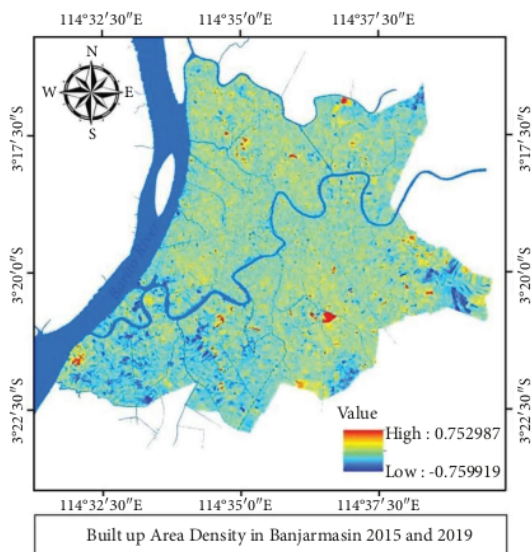 114°32′30″E 114°35′0″E 114°37′30″E
N
W E
S
3°17′30″S 3°17′30″S
3°20′0″S 3°20′0″S
3°22′30″S 3°22′30″S
Value
High : 0.752987
Low : -0.759919
114°32′30″E 114°35′0″E 114°37′30″E
Built up Area Density in Banjarmasin 2015 and 2019